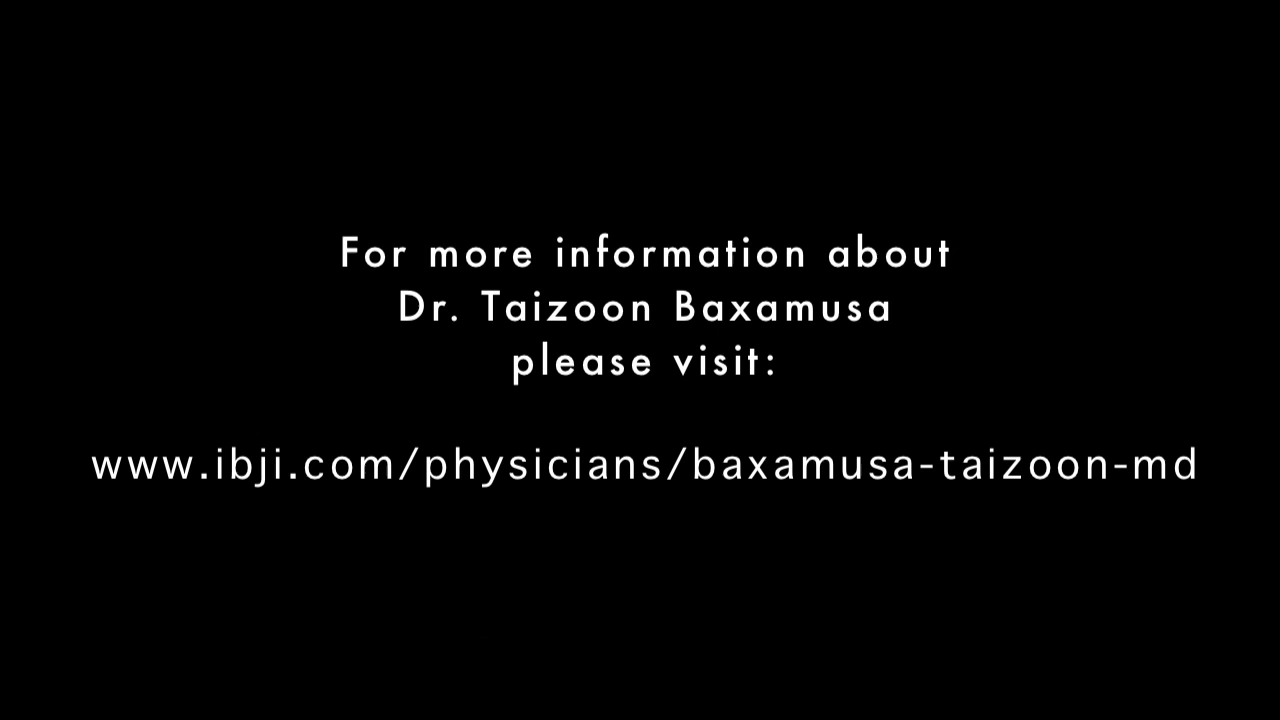 For more information about
Dr. Taizoon Baxamusa
please visit:
www.ibji.com/physicians/baxamusa-taizoon-md